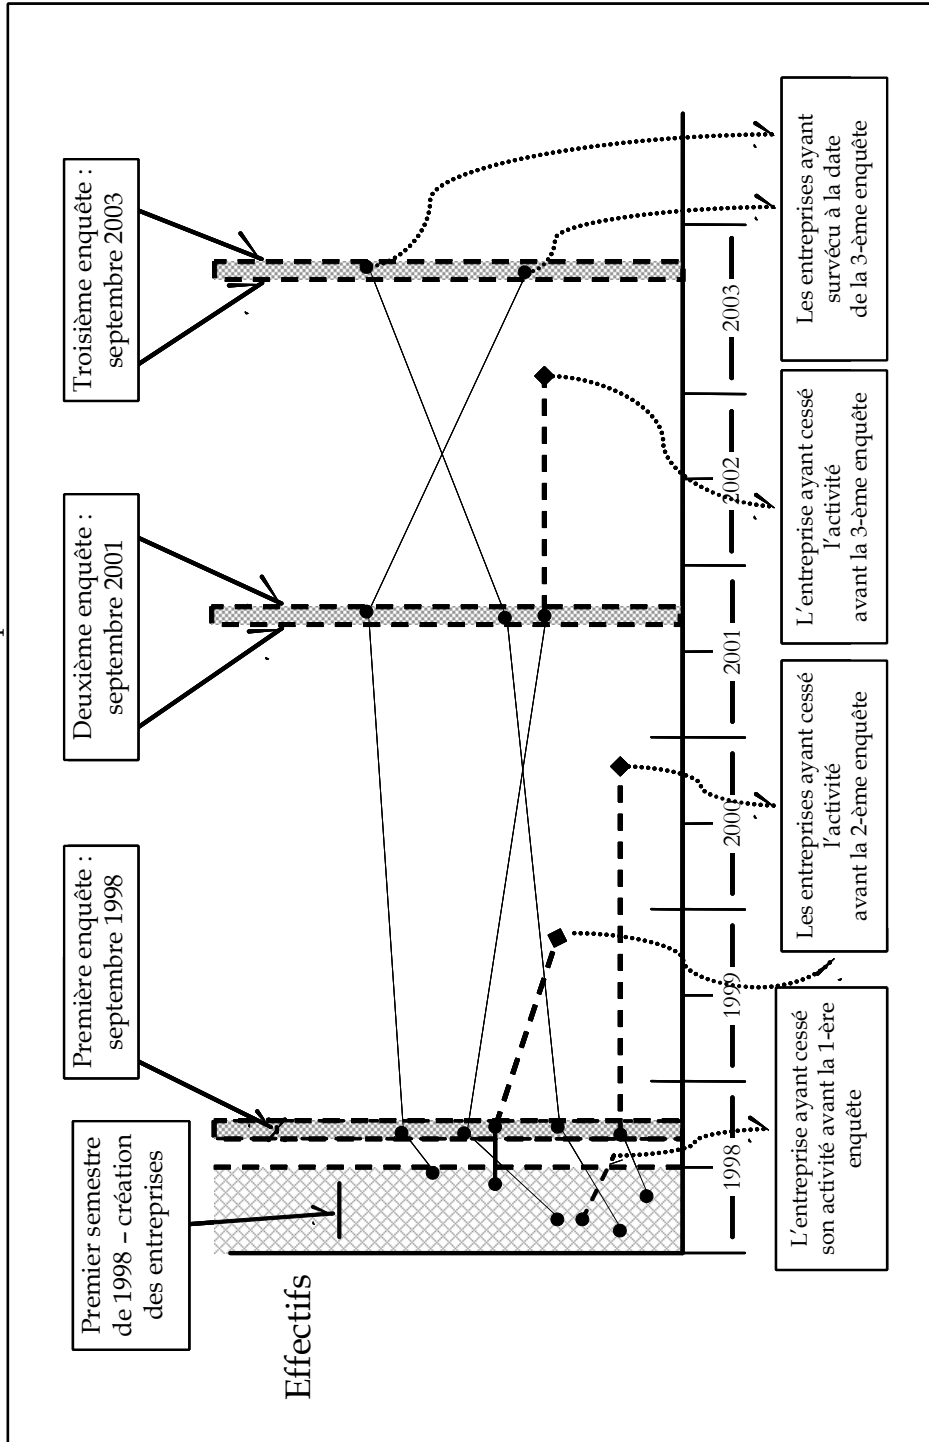 Premier semestre
de 1998 – création
des entreprises
Première enquête :
septembre 1998
Deuxième enquête :
septembre 2001
Troisième enquête :
septembre 2003
Effectifs
1998
1999
2000
2001
2002
2003
L'entreprise ayant cessé
son activité avant la 1-ère
enquête
Les entreprises ayant cessé
l'activité
avant la 2-ème enquête
L'entreprise ayant cessé
l'activité
avant la 3-ème enquête
Les entreprises ayant
survécu à la date
de la 3-ème enquête